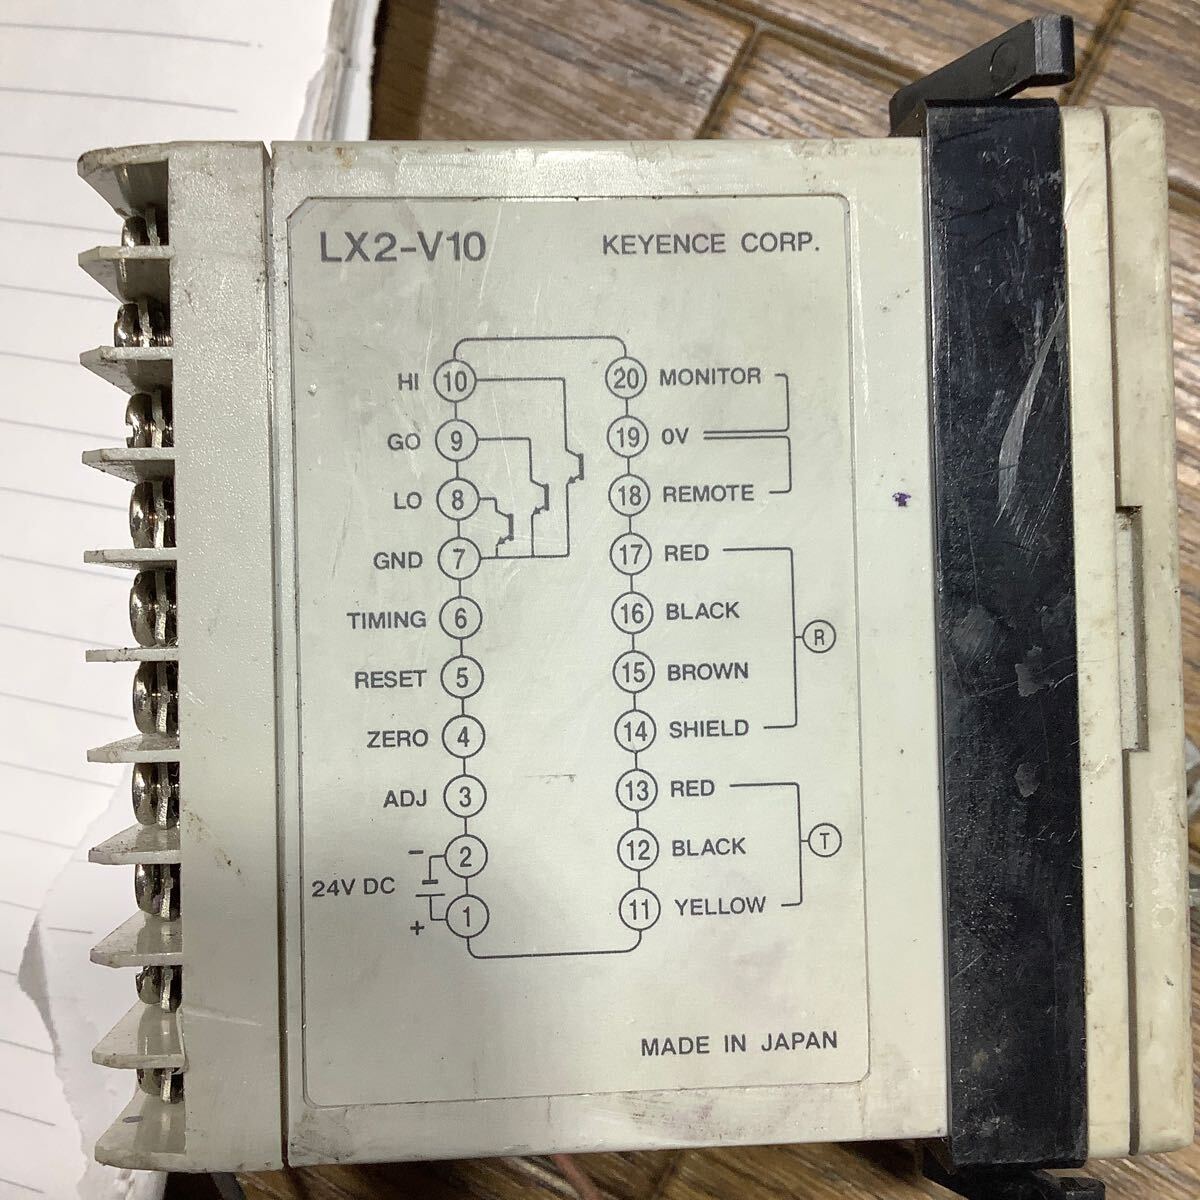 LX2-V10 KEYENCE CORP.
HI 10 20 MONITOR
GO 9 19 0V
LO 8 18 REMOTE
GND 7 17 RED
TIMING 6 16 BLACK R
RESET 5 15 BROWN
ZERO 4 14 SHIELD
ADJ 3 13 RED
- 2 12 BLACK T
24V DC
+ 1 11 YELLOW
MADE IN JAPAN